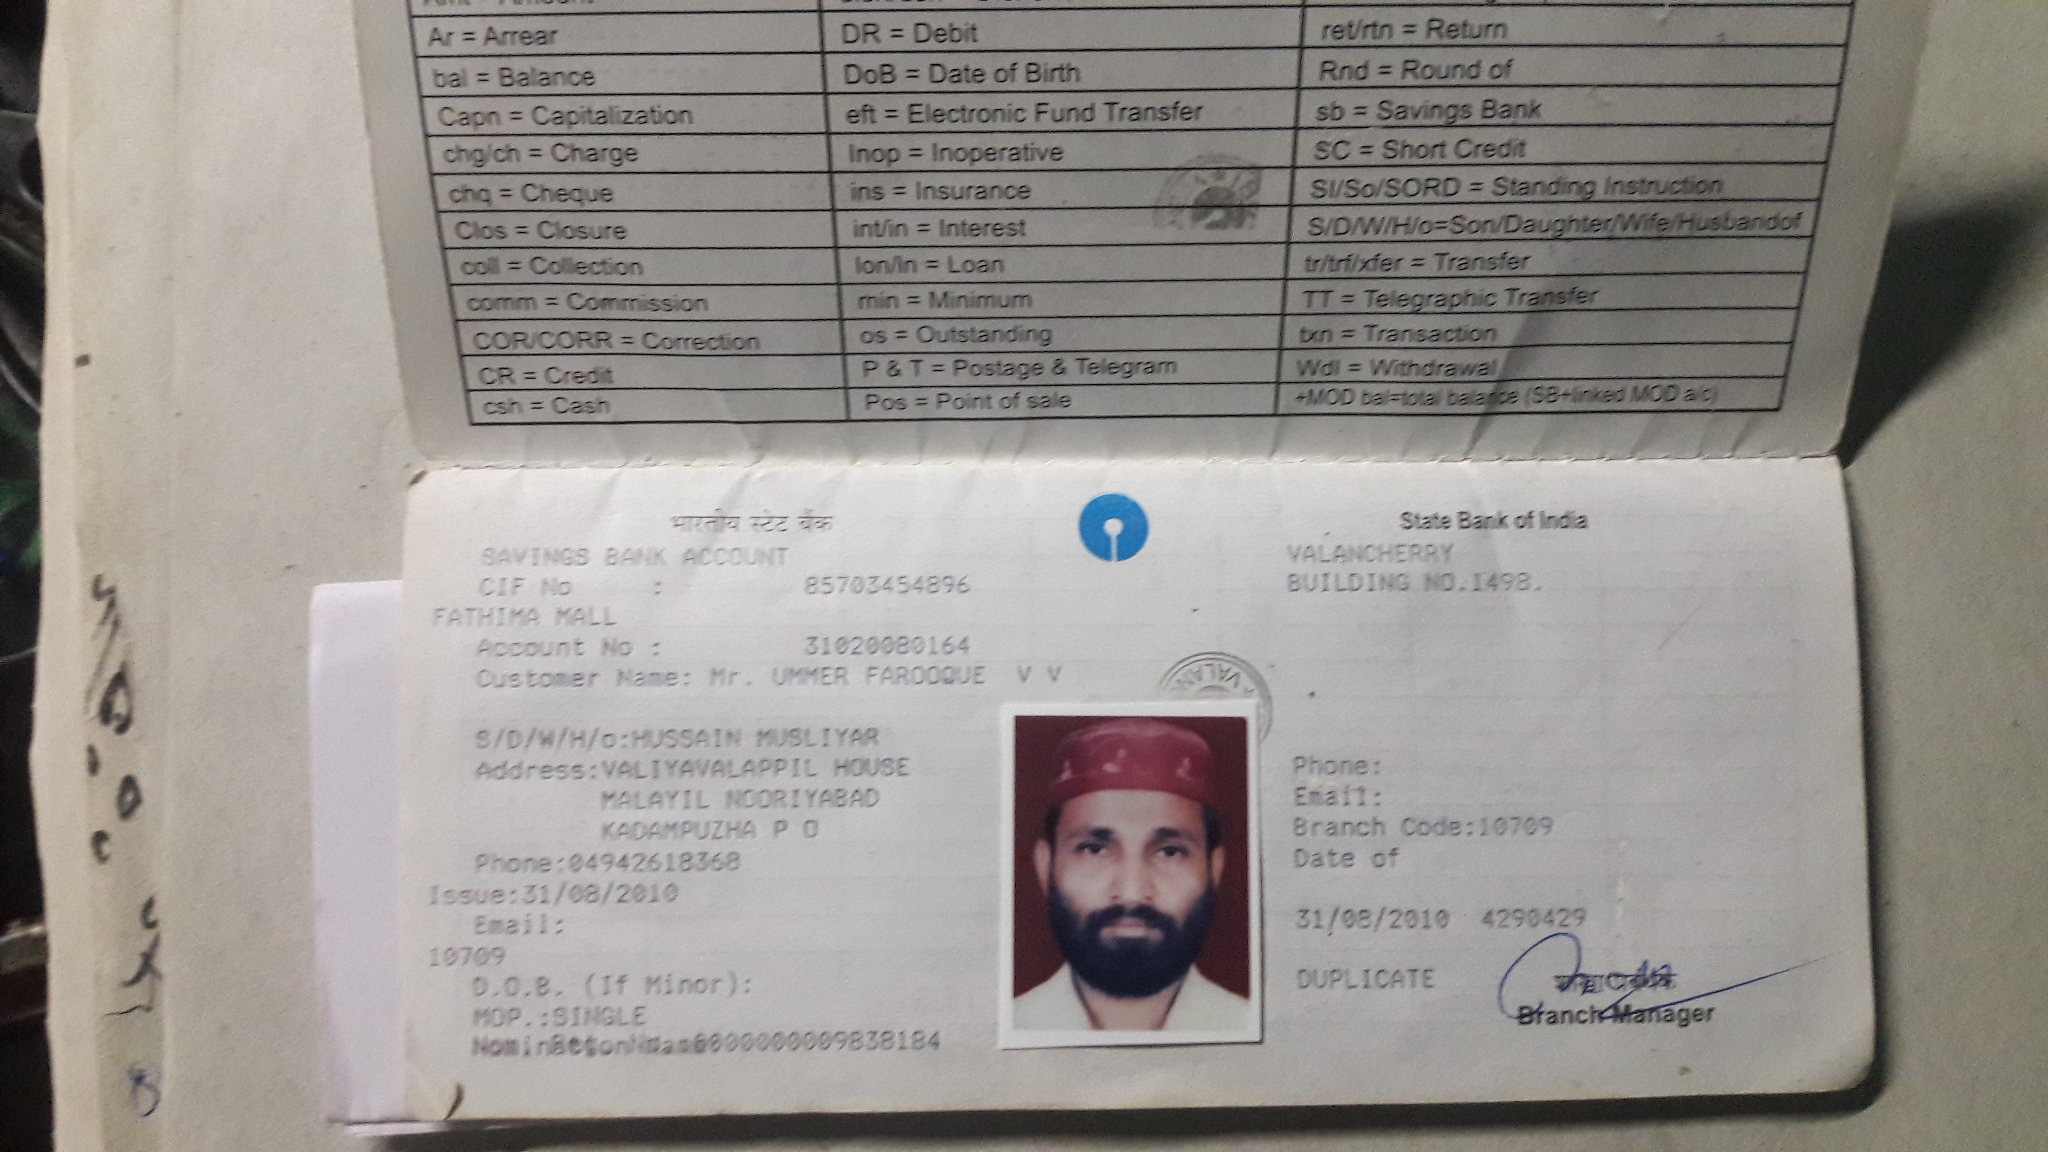 Ar = Arrear
DR = Debit
ret/rtn = Return
bal = Balance
DoB = Date of Birth
Rnd = Round of
Capn = Capitalization
eft = Electronic Fund Transfer
sb = Savings Bank
chg/ch = Charge
Inop = Inoperative
SC = Short Credit
chq = Cheque
ins = Insurance
SI/So/SORD = Standing Instruction
Clos = Closure
int/in = Interest
S/D/W/H/o=Son/Daughter/Wife/Husbandof
coll = Collection
lon/ln = Loan
tr/trf/xfer = Transfer
comm = Commission
min = Minimum
TT = Telegraphic Transfer
COR/CORR = Correction
os = Outstanding
txn = Transaction
CR = Credit
P & T = Postage & Telegram
Wdl = Withdrawal
csh = Cash
Pos = Point of sale
+MOD bal=total balance (SB+linked MOD a/c)
भारतीय स्टेट बैंक
State Bank of India
SAVINGS BANK ACCOUNT
VALANCHERRY
CIF No : 85703454896
BUILDING NO.1498.
FATHIMA MALL
Account No : 31020080164
Customer Name: Mr. UMMER FAROOQUE V V
S/D/W/H/o:HUSSAIN MUSLIYAR
Address:VALIYAVALAPPIL HOUSE
Phone:
MALAYIL NOORIYABAD
Email:
KADAMPUZHA P O
Branch Code:10709
Phone:04942618368
Date of
Issue:31/08/2010
Email:
31/08/2010 4290429
10709
D.O.B. (If Minor):
DUPLICATE
MOP.:SINGLE
Branch Manager
0000000009838184